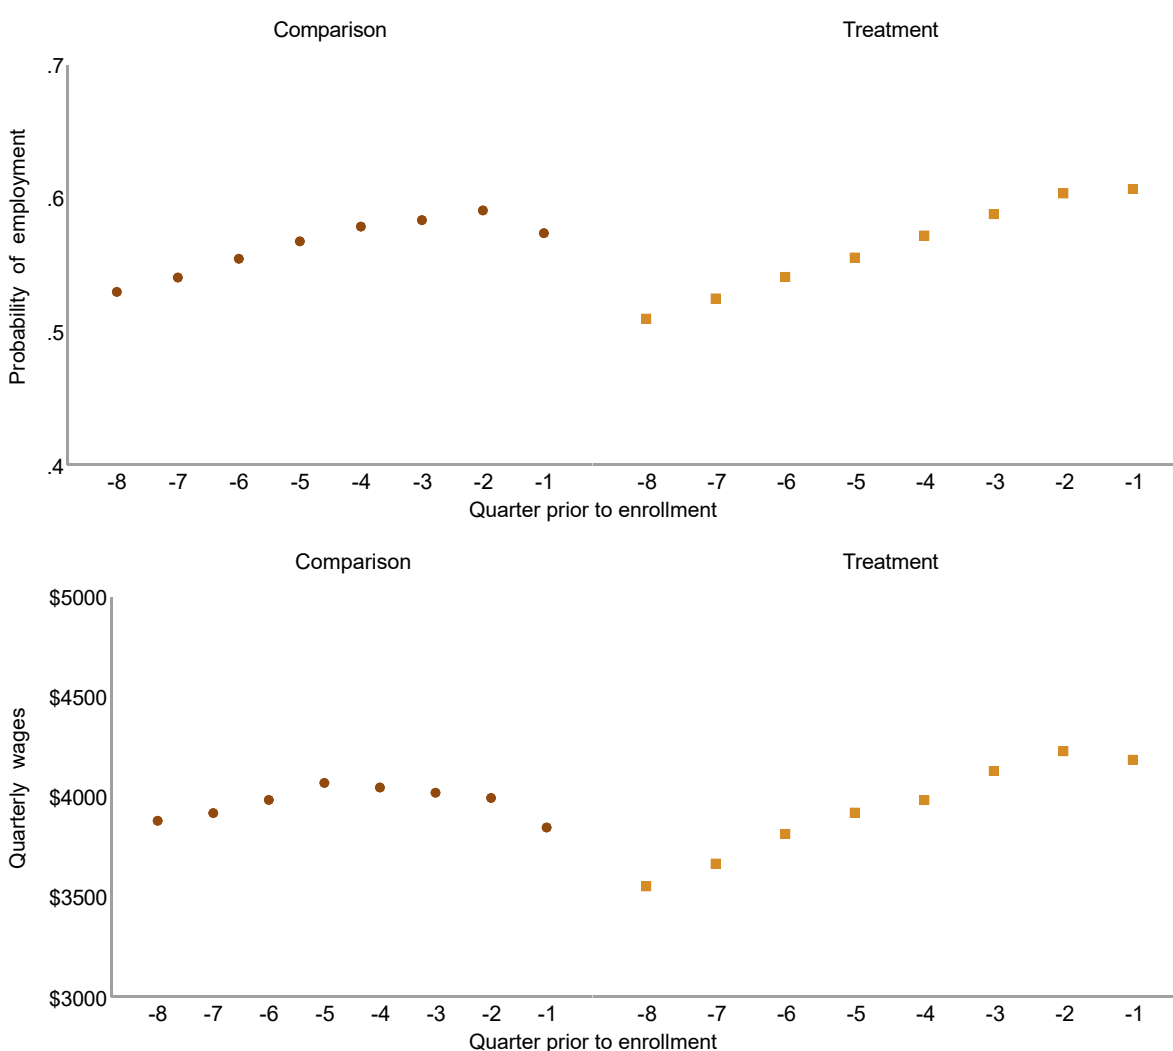 Comparison Treatment
.7
.6
.5
.4
Probability of employment
-8 -7 -6 -5 -4 -3 -2 -1 -8 -7 -6 -5 -4 -3 -2 -1
Quarter prior to enrollment
Comparison Treatment
$5000
$4500
$4000
$3500
$3000
Quarterly wages
-8 -7 -6 -5 -4 -3 -2 -1 -8 -7 -6 -5 -4 -3 -2 -1
Quarter prior to enrollment